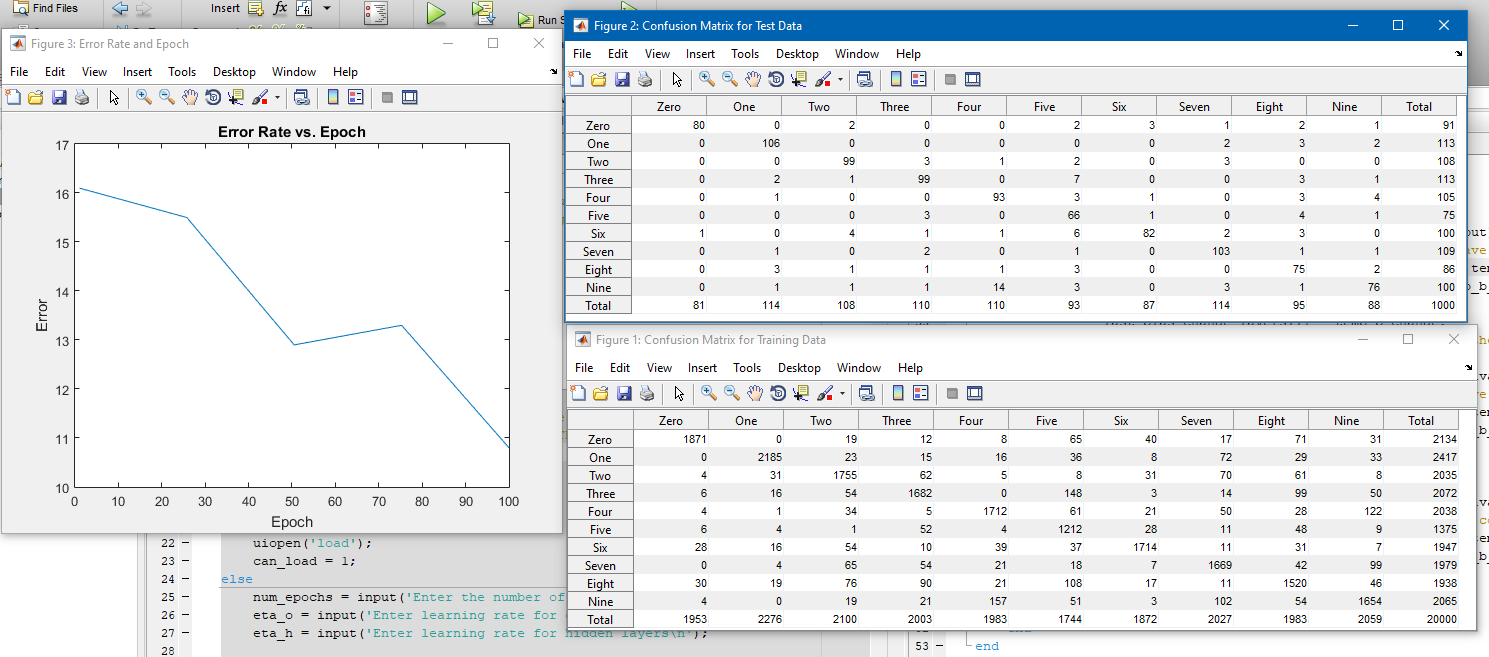 Find Files
Insert
fx
fi
Run S
Figure 3: Error Rate and Epoch
File Edit View Insert Tools Desktop Window Help
Error Rate vs. Epoch
17
16
15
14
13
12
11
10
Error
0 10 20 30 40 50 60 70 80 90 100
Epoch
Figure 2: Confusion Matrix for Test Data
File Edit View Insert Tools Desktop Window Help
Zero One Two Three Four Five Six Seven Eight Nine Total
Zero 80 0 2 0 0 2 3 1 2 1 91
One 0 106 0 0 0 0 0 2 3 2 113
Two 0 0 99 3 1 2 0 3 0 0 108
Three 0 2 1 99 0 7 0 0 3 1 113
Four 0 1 0 0 93 3 1 0 3 4 105
Five 0 0 0 3 0 66 1 0 4 1 75
Six 1 0 4 1 1 6 82 2 3 0 100
Seven 0 1 0 2 0 1 0 103 1 1 109
Eight 0 3 1 1 1 3 0 0 75 2 86
Nine 0 1 1 1 14 3 0 3 1 76 100
Total 81 114 108 110 110 93 87 114 95 88 1000
Figure 1: Confusion Matrix for Training Data
File Edit View Insert Tools Desktop Window Help
Zero One Two Three Four Five Six Seven Eight Nine Total
Zero 1871 0 19 12 8 65 40 17 71 31 2134
One 0 2185 23 15 16 36 8 72 29 33 2417
Two 4 31 1755 62 5 8 31 70 61 8 2035
Three 6 16 54 1682 0 148 3 14 99 50 2072
Four 4 1 34 5 1712 61 21 50 28 122 2038
Five 6 4 1 52 4 1212 28 11 48 9 1375
Six 28 16 54 10 39 37 1714 11 31 7 1947
Seven 0 4 65 54 21 18 7 1669 42 99 1979
Eight 30 19 76 90 21 108 17 11 1520 46 1938
Nine 4 0 19 21 157 51 3 102 54 1654 2065
Total 1953 2276 2100 2003 1983 1744 1872 2027 1983 2059 20000
22 uiopen('load');
23 can_load = 1;
24 else
25 num_epochs = input('Enter the number of
26 eta_o = input('Enter learning rate for
27 eta_h = input('Enter learning rate for hidden layers\n');
28
53 end